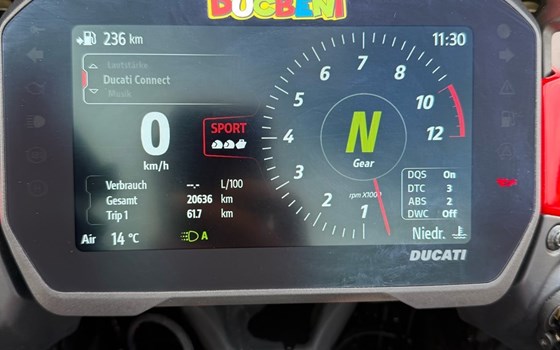 DUCBENI
236 km
11:30
Lautstärke
Ducati Connect
Musik
0
km/h
SPORT
N
Gear
1
2
3
4
5
6
7
8
10
12
rpm X1000
Verbrauch --.- L/100
Gesamt 20636 km
Trip 1 61.7 km
DQS On
DTC 3
ABS 2
DWC Off
Air 14 °C
A
Niedr.
DUCATI